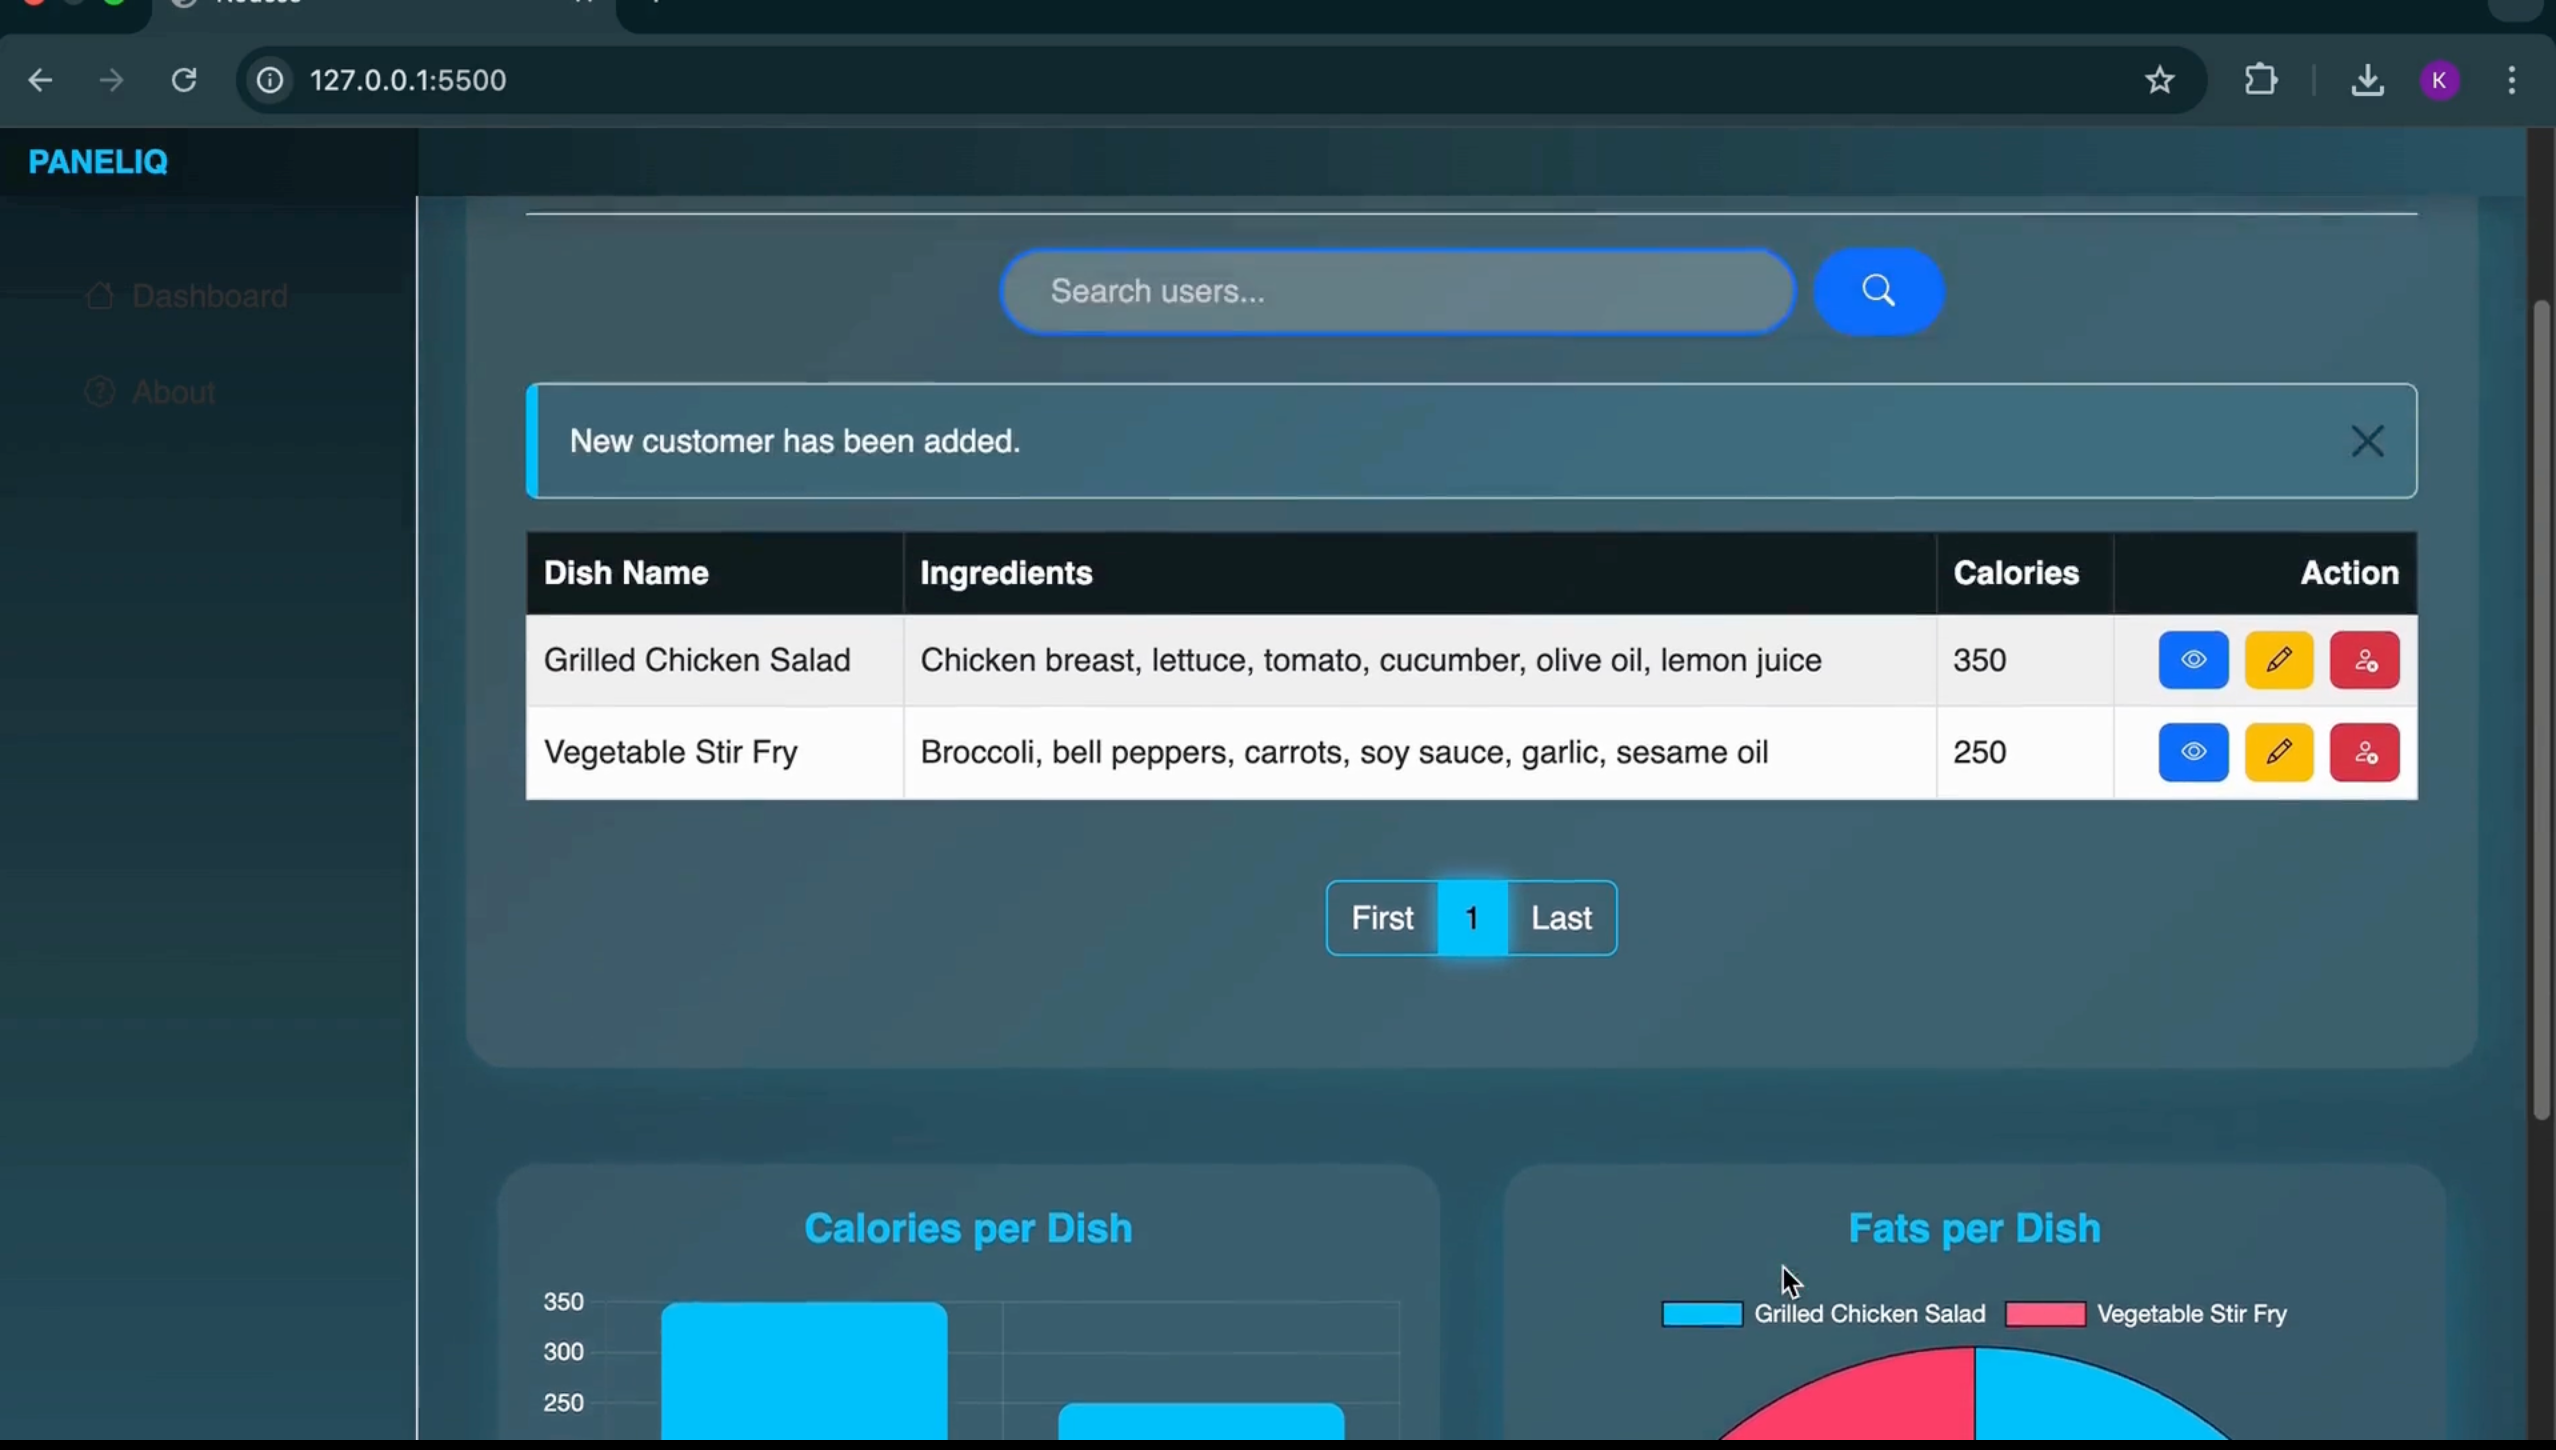 127.0.0.1:5500
K
PANELIQ
Dashboard
About
Search users...
New customer has been added.
Dish Name Ingredients Calories Action
Grilled Chicken Salad Chicken breast, lettuce, tomato, cucumber, olive oil, lemon juice 350
Vegetable Stir Fry Broccoli, bell peppers, carrots, soy sauce, garlic, sesame oil 250
First 1 Last
Calories per Dish
350
300
250
Fats per Dish
Grilled Chicken Salad Vegetable Stir Fry